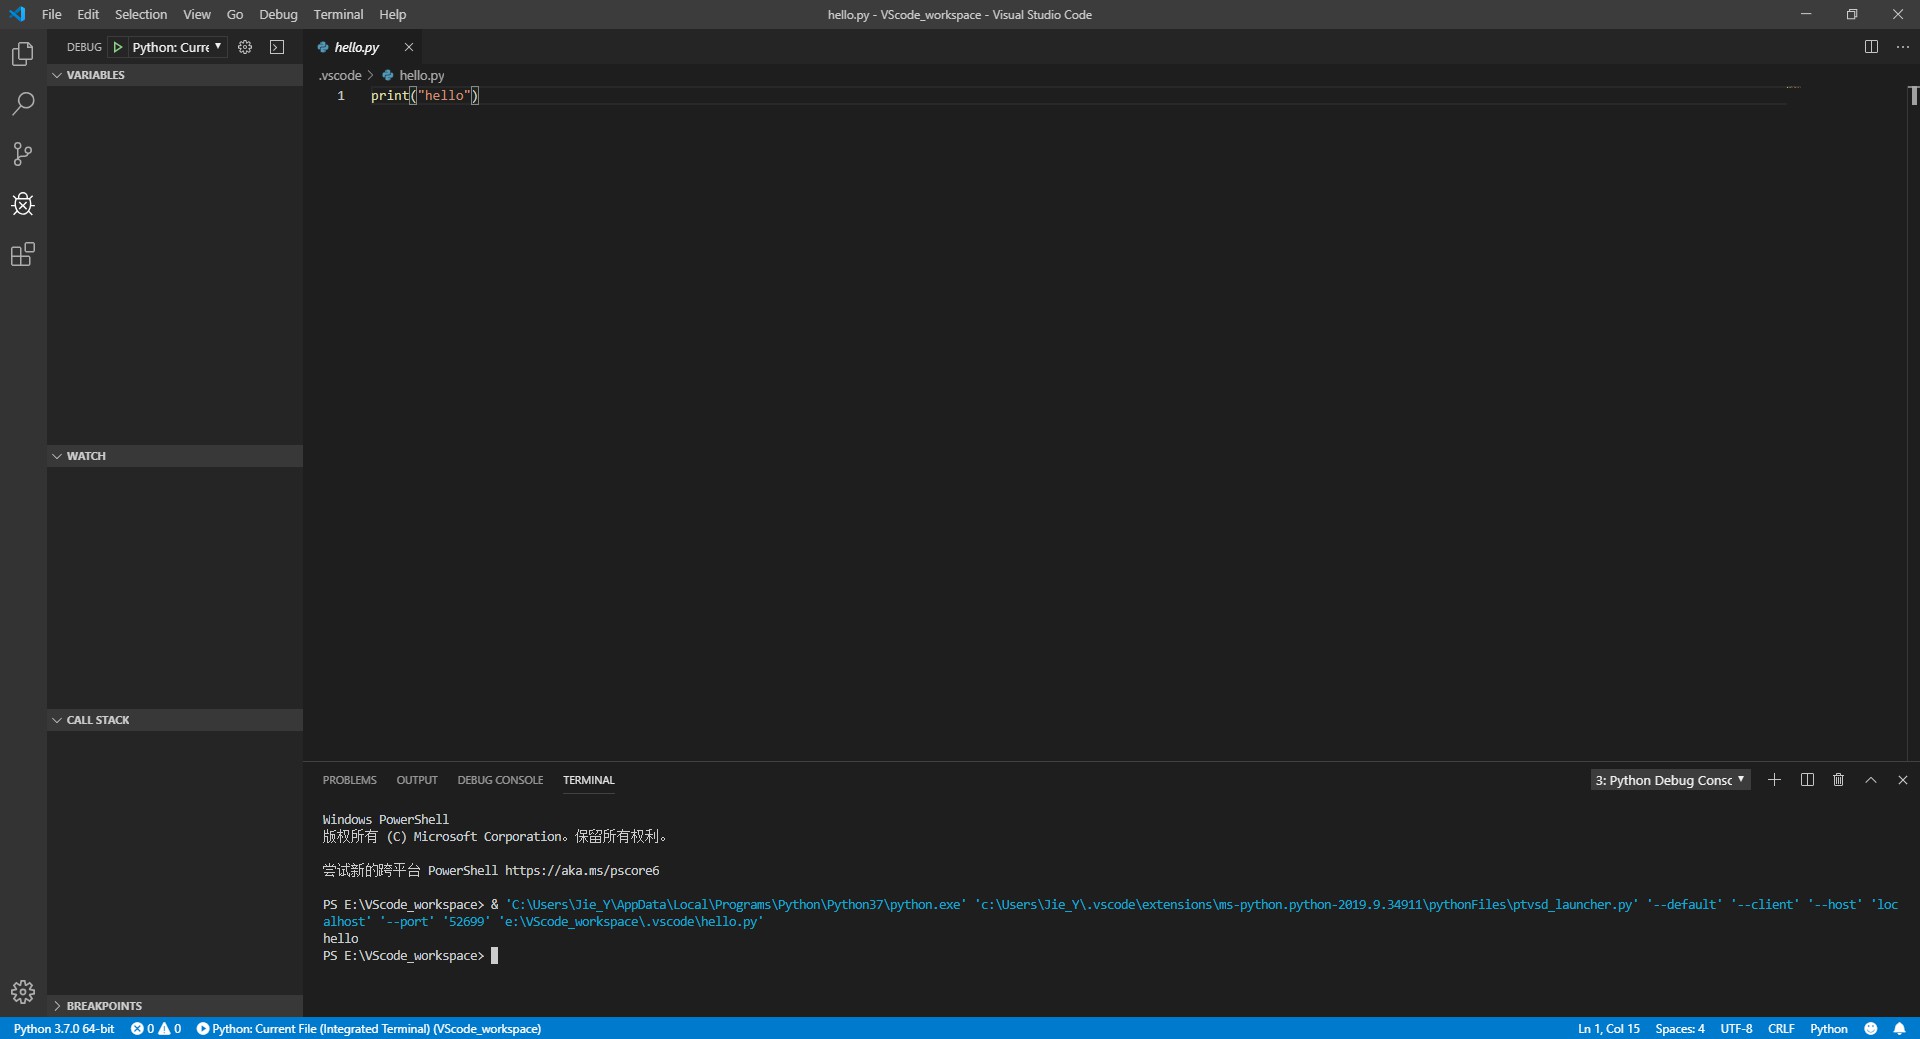 File Edit Selection View Go Debug Terminal Help
hello.py - VScode_workspace - Visual Studio Code
DEBUG Python: Curre
hello.py
VARIABLES
.vscode > hello.py
1 print("hello")
WATCH
CALL STACK
BREAKPOINTS
PROBLEMS OUTPUT DEBUG CONSOLE TERMINAL
3: Python Debug Consc
Windows PowerShell
版权所有 (C) Microsoft Corporation。保留所有权利。
尝试新的跨平台 PowerShell https://aka.ms/pscore6
PS E:\VScode_workspace> & 'C:\Users\Jie_Y\AppData\Local\Programs\Python\Python37\python.exe' 'c:\Users\Jie_Y\.vscode\extensions\ms-python.python-2019.9.34911\pythonFiles\ptvsd_launcher.py' '--default' '--client' '--host' 'loc
alhost' '--port' '52699' 'e:\VScode_workspace\.vscode\hello.py'
hello
PS E:\VScode_workspace>
Python 3.7.0 64-bit 0 0 Python: Current File (Integrated Terminal) (VScode_workspace)
Ln 1, Col 15 Spaces: 4 UTF-8 CRLF Python